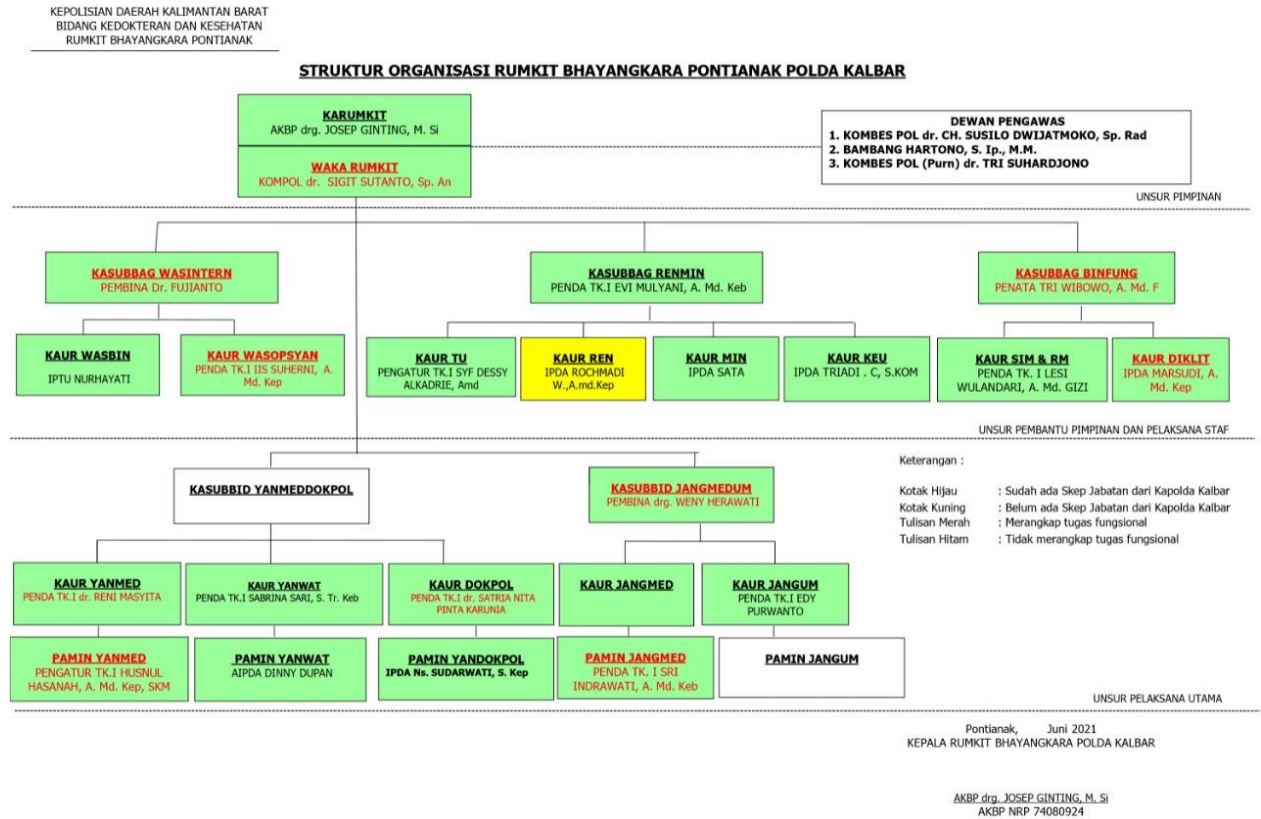 KEPOLISIAN DAERAH KALIMANTAN BARAT
BIDANG KEDOKTERAN DAN KESEHATAN
RUMKIT BHAYANGKARA PONTIANAK
STRUKTUR ORGANISASI RUMKIT BHAYANGKARA PONTIANAK POLDA KALBAR
KARUMKIT
AKBP drg. JOSEP GINTING, M. Si
WAKA RUMKIT
KOMPOL dr. SIGIT SUTANTO, Sp. An
DEWAN PENGAWAS
1. KOMBES POL dr. CH. SUSILO DWIJATMOKO, Sp. Rad
2. BAMBANG HARTONO, S. Ip., M.M.
3. KOMBES POL (Purn) dr. TRI SUHARDJONO
UNSUR PIMPINAN
KASUBBAG WASINTERN
PEMBINA Dr. FUJIANTO
KASUBBAG RENMIN
PENDA TK.I EVI MULYANI, A. Md. Keb
KASUBBAG BINFUNG
PENATA TRI WIBOWO, A. Md. F
KAUR WASBIN
IPTU NURHAYATI
KAUR WASOPSYAN
PENDA TK.I IIS SUHERNI, A.
Md. Kep
KAUR TU
PENGATUR TK.I SYF DESSY
ALKADRIE, Amd
KAUR REN
IPDA ROCHMADI
W.,A.md.Kep
KAUR MIN
IPDA SATA
KAUR KEU
IPDA TRIADI . C, S.KOM
KAUR SIM & RM
PENDA TK. I LESI
WULANDARI, A. Md. GIZI
KAUR DIKLIT
IPDA MARSUDI, A.
Md. Kep
UNSUR PEMBANTU PIMPINAN DAN PELAKSANA STAF
KASUBBID YANMEDDOKPOL
KASUBBID JANGMEDUM
PEMBINA drg. WENY HERAWATI
Keterangan :
Kotak Hijau : Sudah ada Skep Jabatan dari Kapolda Kalbar
Kotak Kuning : Belum ada Skep Jabatan dari Kapolda Kalbar
Tulisan Merah : Merangkap tugas fungsional
Tulisan Hitam : Tidak merangkap tugas fungsional
KAUR YANMED
PENDA TK.I dr. RENI MASYITA
KAUR YANWAT
PENDA TK.I SABRINA SARI, S. Tr. Keb
KAUR DOKPOL
PENDA TK.I dr. SATRIA NITA
PINTA KARUNIA
KAUR JANGMED
KAUR JANGUM
PENDA TK.I EDY
PURWANTO
PAMIN YANMED
PENGATUR TK.I HUSNUL
HASANAH, A. Md. Kep, SKM
PAMIN YANWAT
AIPDA DINNY DUPAN
PAMIN YANDOKPOL
IPDA Ns. SUDARWATI, S. Kep
PAMIN JANGMED
PENDA TK. I SRI
INDRAWATI, A. Md. Keb
PAMIN JANGUM
UNSUR PELAKSANA UTAMA
Pontianak, Juni 2021
KEPALA RUMKIT BHAYANGKARA POLDA KALBAR
AKBP drg. JOSEP GINTING, M. Si
AKBP NRP 74080924